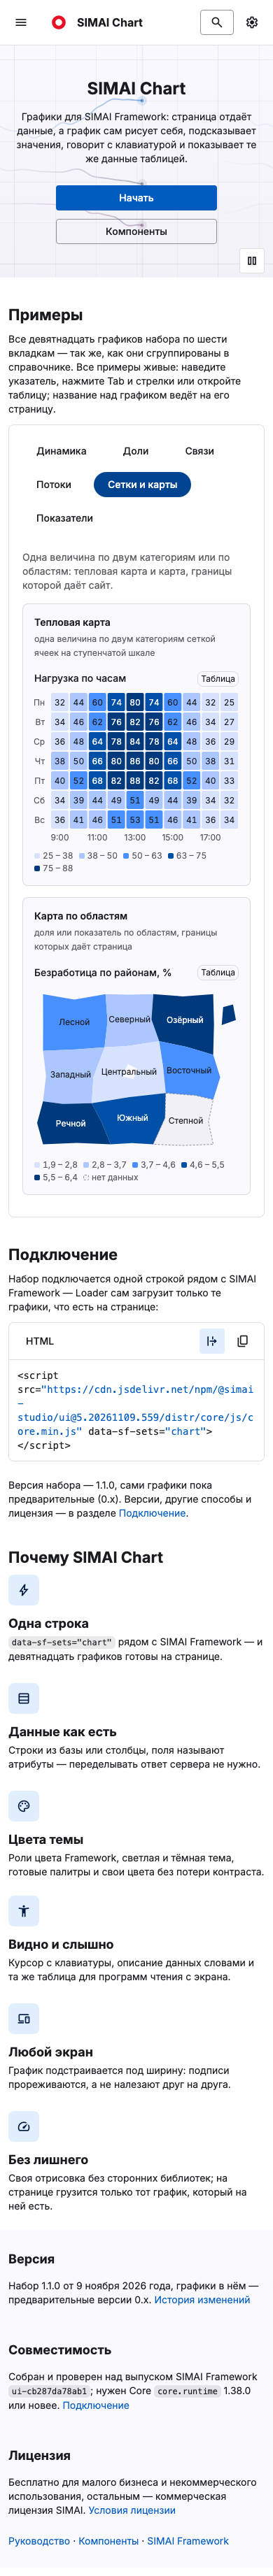 SIMAI Chart
SIMAI Chart
Графики для SIMAI Framework: страница отдаёт
данные, а график сам рисует себя, подсказывает
значения, говорит с клавиатурой и показывает те
же данные таблицей.
Начать
Компоненты
Примеры
Все девятнадцать графиков набора по шести
вкладкам — так же, как они сгруппированы в
справочнике. Все примеры живые: наведите
указатель, нажмите Tab и стрелки или откройте
таблицу; название над графиком ведёт на его
страницу.
Динамика Доли Связи
Потоки Сетки и карты
Показатели
Одна величина по двум категориям или по
областям: тепловая карта и карта, границы
которой даёт сайт.
Тепловая карта
одна величина по двум категориям сеткой
ячеек на ступенчатой шкале
Нагрузка по часам Таблица
Пн 32 44 60 74 80 74 60 44 32 25
Вт 34 46 62 76 82 76 62 46 34 27
Ср 36 48 64 78 84 78 48 36 29
Чт 38 50 66 80 86 80 66 50 38 31
Пт 40 52 68 82 88 82 68 52 40 33
Сб 34 39 44 49 51 49 44 39 34 32
Вс 36 41 46 51 53 51 46 41 36 34
9:00 11:00 13:00 15:00 17:00
25 – 38 38 – 50 50 – 63 63 – 75
75 – 88
Карта по областям
доля или показатель по областям, границы
которых даёт страница
Безработица по районам, % Таблица
Лесной Северный Озёрный
Западный Центральный Восточный
Речной Южный Степной
1,9 – 2,8 2,8 – 3,7 3,7 – 4,6 4,6 – 5,5
5,5 – 6,4 нет данных
Подключение
Набор подключается одной строкой рядом с SIMAI
Framework — Loader сам загрузит только те
графики, что есть на странице:
HTML
<script
src="https://cdn.jsdelivr.net/npm/@simai
-
studio/ui@5.20261109.559/distr/core/js/c
ore.min.js" data-sf-sets="chart">
</script>
Версия набора — 1.1.0, сами графики пока
предварительные (0.x). Версии, другие способы и
лицензия — в разделе Подключение.
Почему SIMAI Chart
Одна строка
data-sf-sets="chart" рядом с SIMAI Framework — и
девятнадцать графиков готовы на странице.
Данные как есть
Строки из базы или столбцы, поля называют
атрибуты — переделывать ответ сервера не нужно.
Цвета темы
Роли цвета Framework, светлая и тёмная тема,
готовые палитры и свои цвета без потери контраста.
Видно и слышно
Курсор с клавиатуры, описание данных словами и
та же таблица для программ чтения с экрана.
Любой экран
График подстраивается под ширину: подписи
прореживаются, а не налезают друг на друга.
Без лишнего
Своя отрисовка без сторонних библиотек; на
странице грузится только тот график, который на
ней есть.
Версия
Набор 1.1.0 от 9 ноября 2026 года, графики в нём —
предварительные версии 0.x. История изменений
Совместимость
Собран и проверен над выпуском SIMAI Framework
ui-cb287da78ab1; нужен Core core.runtime 1.38.0
или новее. Подключение
Лицензия
Бесплатно для малого бизнеса и некоммерческого
использования, остальным — коммерческая
лицензия SIMAI. Условия лицензии
Руководство · Компоненты · SIMAI Framework